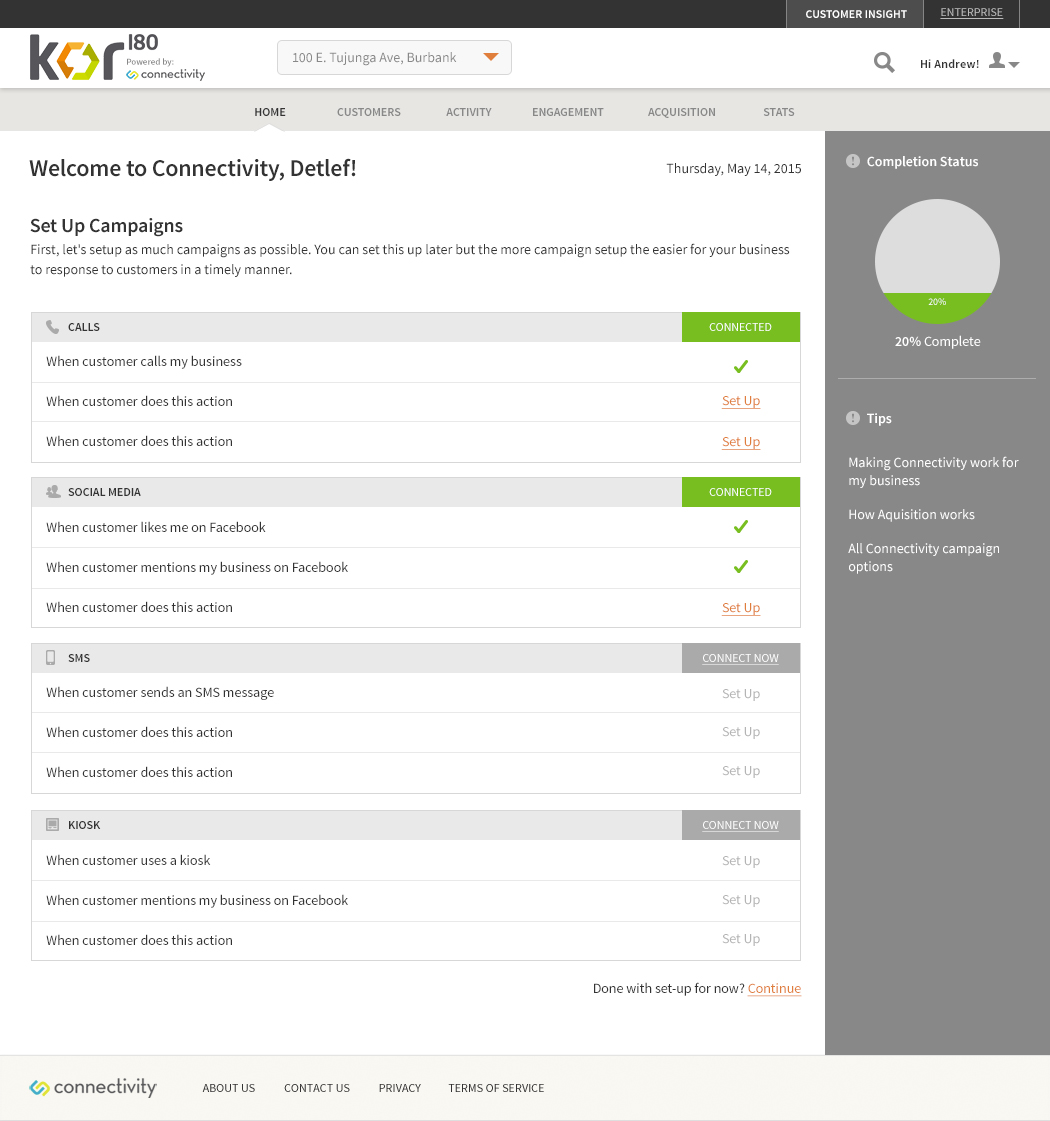 CUSTOMER INSIGHT ENTERPRISE
kor180
Powered by:
connectivity
100 E. Tujunga Ave, Burbank
Hi Andrew!
HOME CUSTOMERS ACTIVITY ENGAGEMENT ACQUISITION STATS
Welcome to Connectivity, Detlef!
Thursday, May 14, 2015
Set Up Campaigns
First, let's setup as much campaigns as possible. You can set this up later but the more campaign setup the easier for your business
to response to customers in a timely manner.
CALLS CONNECTED
When customer calls my business
When customer does this action Set Up
When customer does this action Set Up
SOCIAL MEDIA CONNECTED
When customer likes me on Facebook
When customer mentions my business on Facebook
When customer does this action Set Up
SMS CONNECT NOW
When customer sends an SMS message Set Up
When customer does this action Set Up
When customer does this action Set Up
KIOSK CONNECT NOW
When customer uses a kiosk Set Up
When customer mentions my business on Facebook Set Up
When customer does this action Set Up
Done with set-up for now? Continue
Completion Status
20%
20% Complete
Tips
Making Connectivity work for
my business
How Aquisition works
All Connectivity campaign
options
connectivity ABOUT US CONTACT US PRIVACY TERMS OF SERVICE